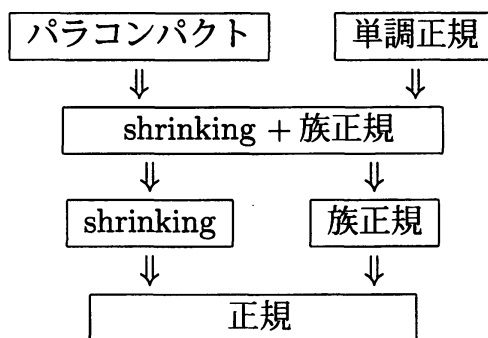 パラコンパクト 単調正規
⇓ ⇓
shrinking + 族正規
⇓ ⇓
shrinking 族正規
⇓ ⇓
正規